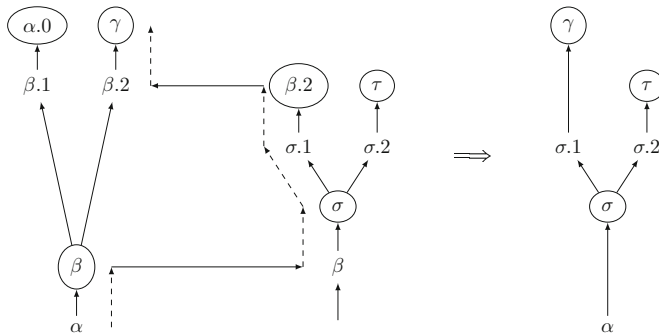 α.0 γ γ
β.1 β.2 β.2 τ τ
σ.1 σ.2 ⟹ σ.1 σ.2
σ σ
β β
α α